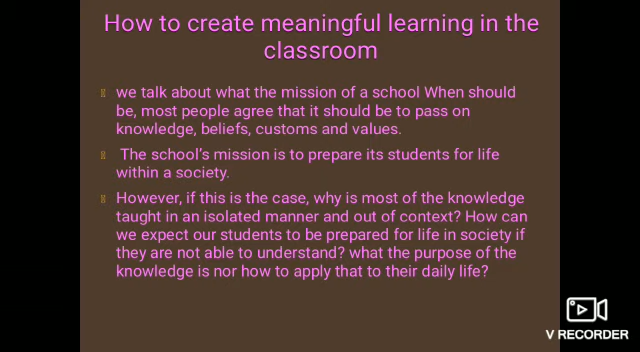 How to create meaningful learning in the
classroom
we talk about what the mission of a school When should
be, most people agree that it should be to pass on
knowledge, beliefs, customs and values.
The school's mission is to prepare its students for life
within a society.
However, if this is the case, why is most of the knowledge
taught in an isolated manner and out of context? How can
we expect our students to be prepared for life in society if
they are not able to understand? what the purpose of the
knowledge is nor how to apply that to their daily life?
V RECORDER